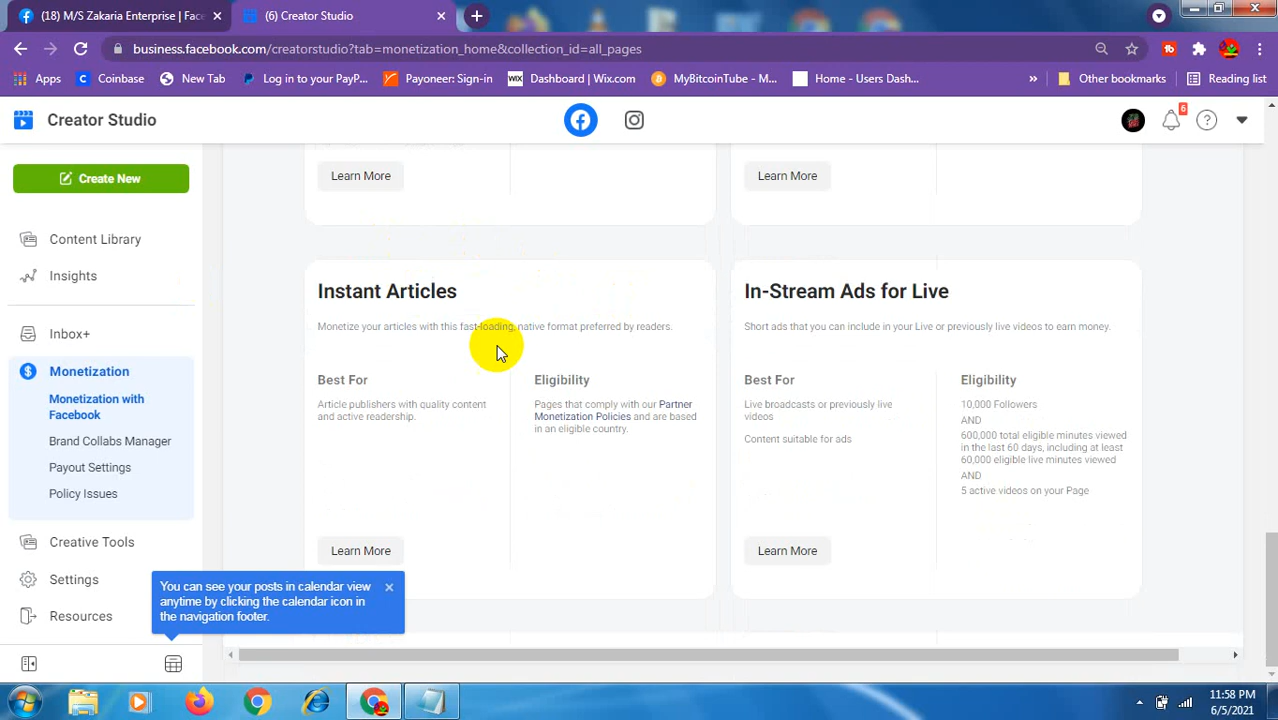 (18) M/S Zakaria Enterprise | Face
(6) Creator Studio
business.facebook.com/creatorstudio?tab=monetization_home&collection_id=all_pages
Apps
Coinbase
New Tab
Log in to your PayP...
Payoneer: Sign-in
Dashboard | Wix.com
MyBitcoinTube - M...
Home - Users Dash...
»
Other bookmarks
Reading list
Creator Studio
6
Create New
Content Library
Insights
Inbox+
Monetization
Monetization with
Facebook
Brand Collabs Manager
Payout Settings
Policy Issues
Creative Tools
Settings
Resources
You can see your posts in calendar view
anytime by clicking the calendar icon in
the navigation footer.
Learn More
Learn More
Instant Articles
Monetize your articles with this fast-loading, native format preferred by readers.
Best For
Article publishers with quality content
and active readership.
Eligibility
Pages that comply with our Partner
Monetization Policies and are based
in an eligible country.
Learn More
In-Stream Ads for Live
Short ads that you can include in your Live or previously live videos to earn money.
Best For
Live broadcasts or previously live
videos
Content suitable for ads
Eligibility
10,000 Followers
AND
600,000 total eligible minutes viewed
in the last 60 days, including at least
60,000 eligible live minutes viewed
AND
5 active videos on your Page
Learn More
11:58 PM
6/5/2021